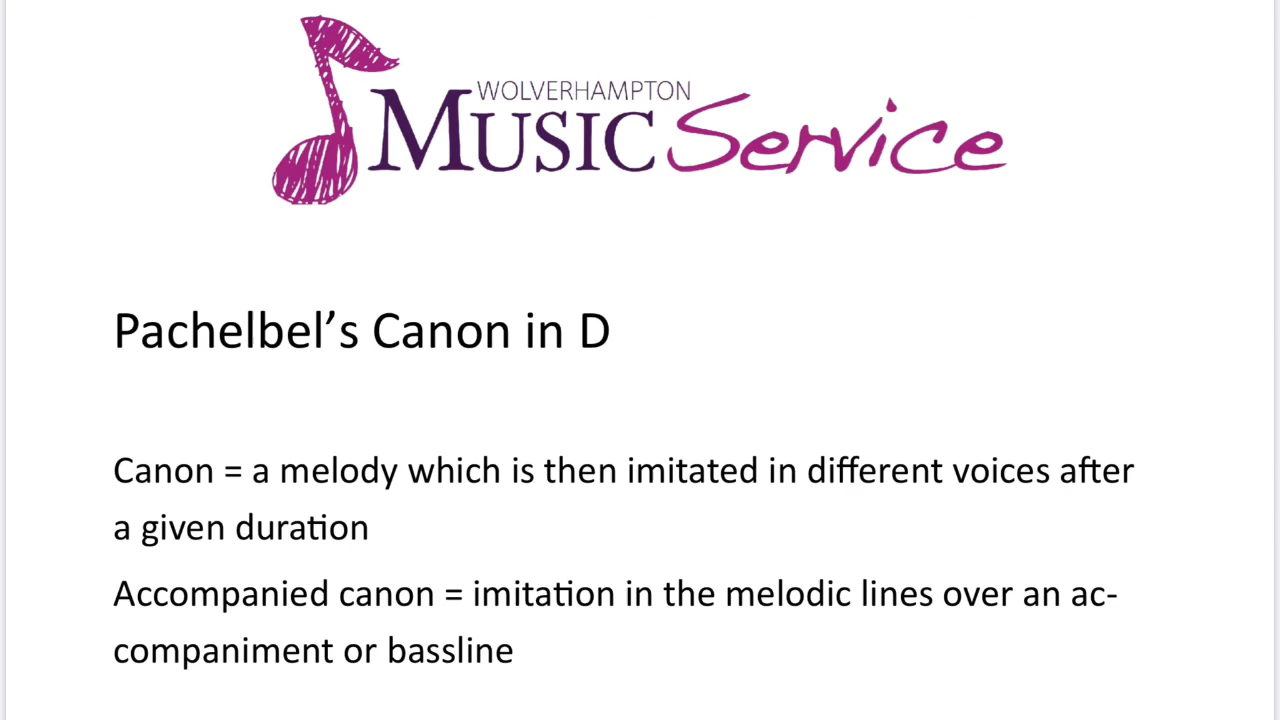 WOLVERHAMPTON
MUSIC Service
Pachelbel’s Canon in D
Canon = a melody which is then imitated in different voices after
a given duration
Accompanied canon = imitation in the melodic lines over an ac-
companiment or bassline